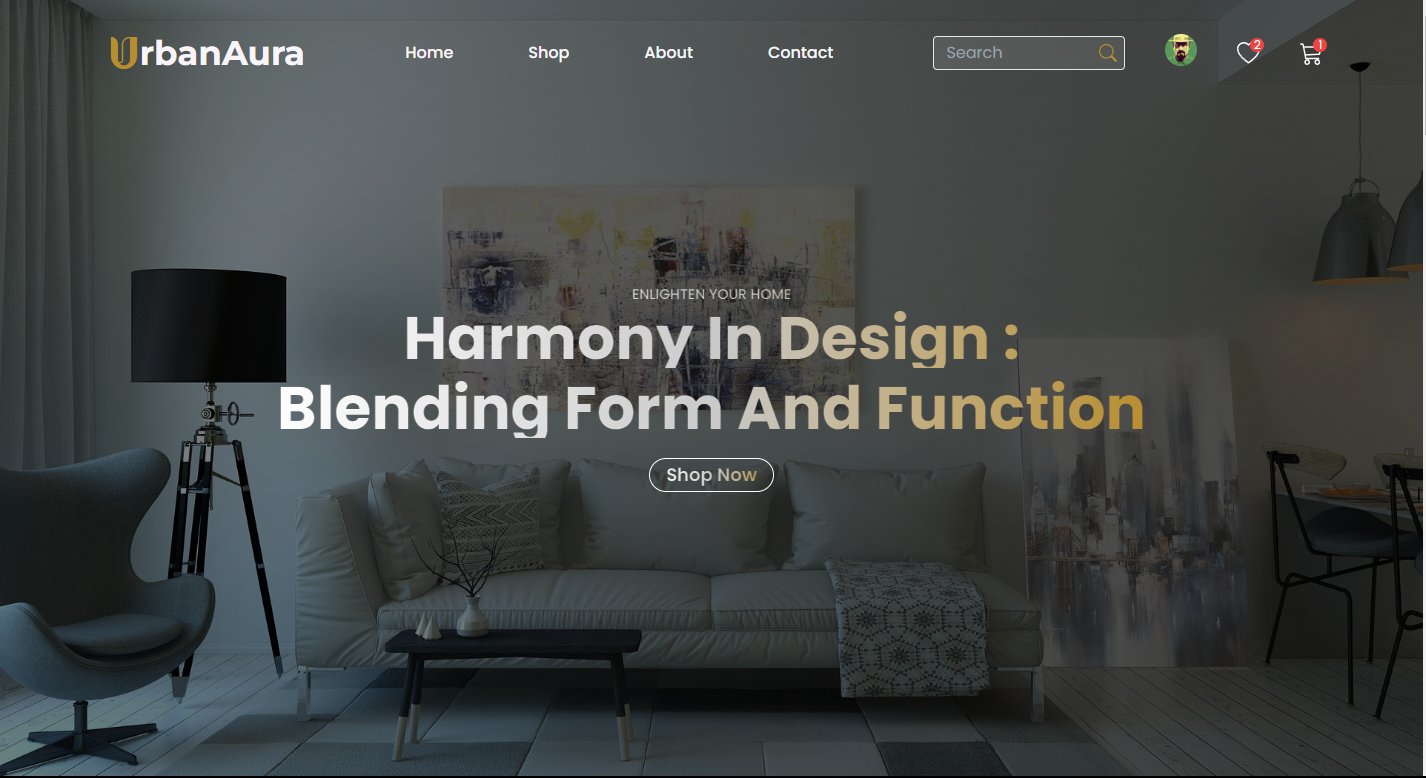 UrbanAura
Home
Shop
About
Contact
Search
2
1
ENLIGHTEN YOUR HOME
Harmony In Design :
Blending Form And Function
Shop Now